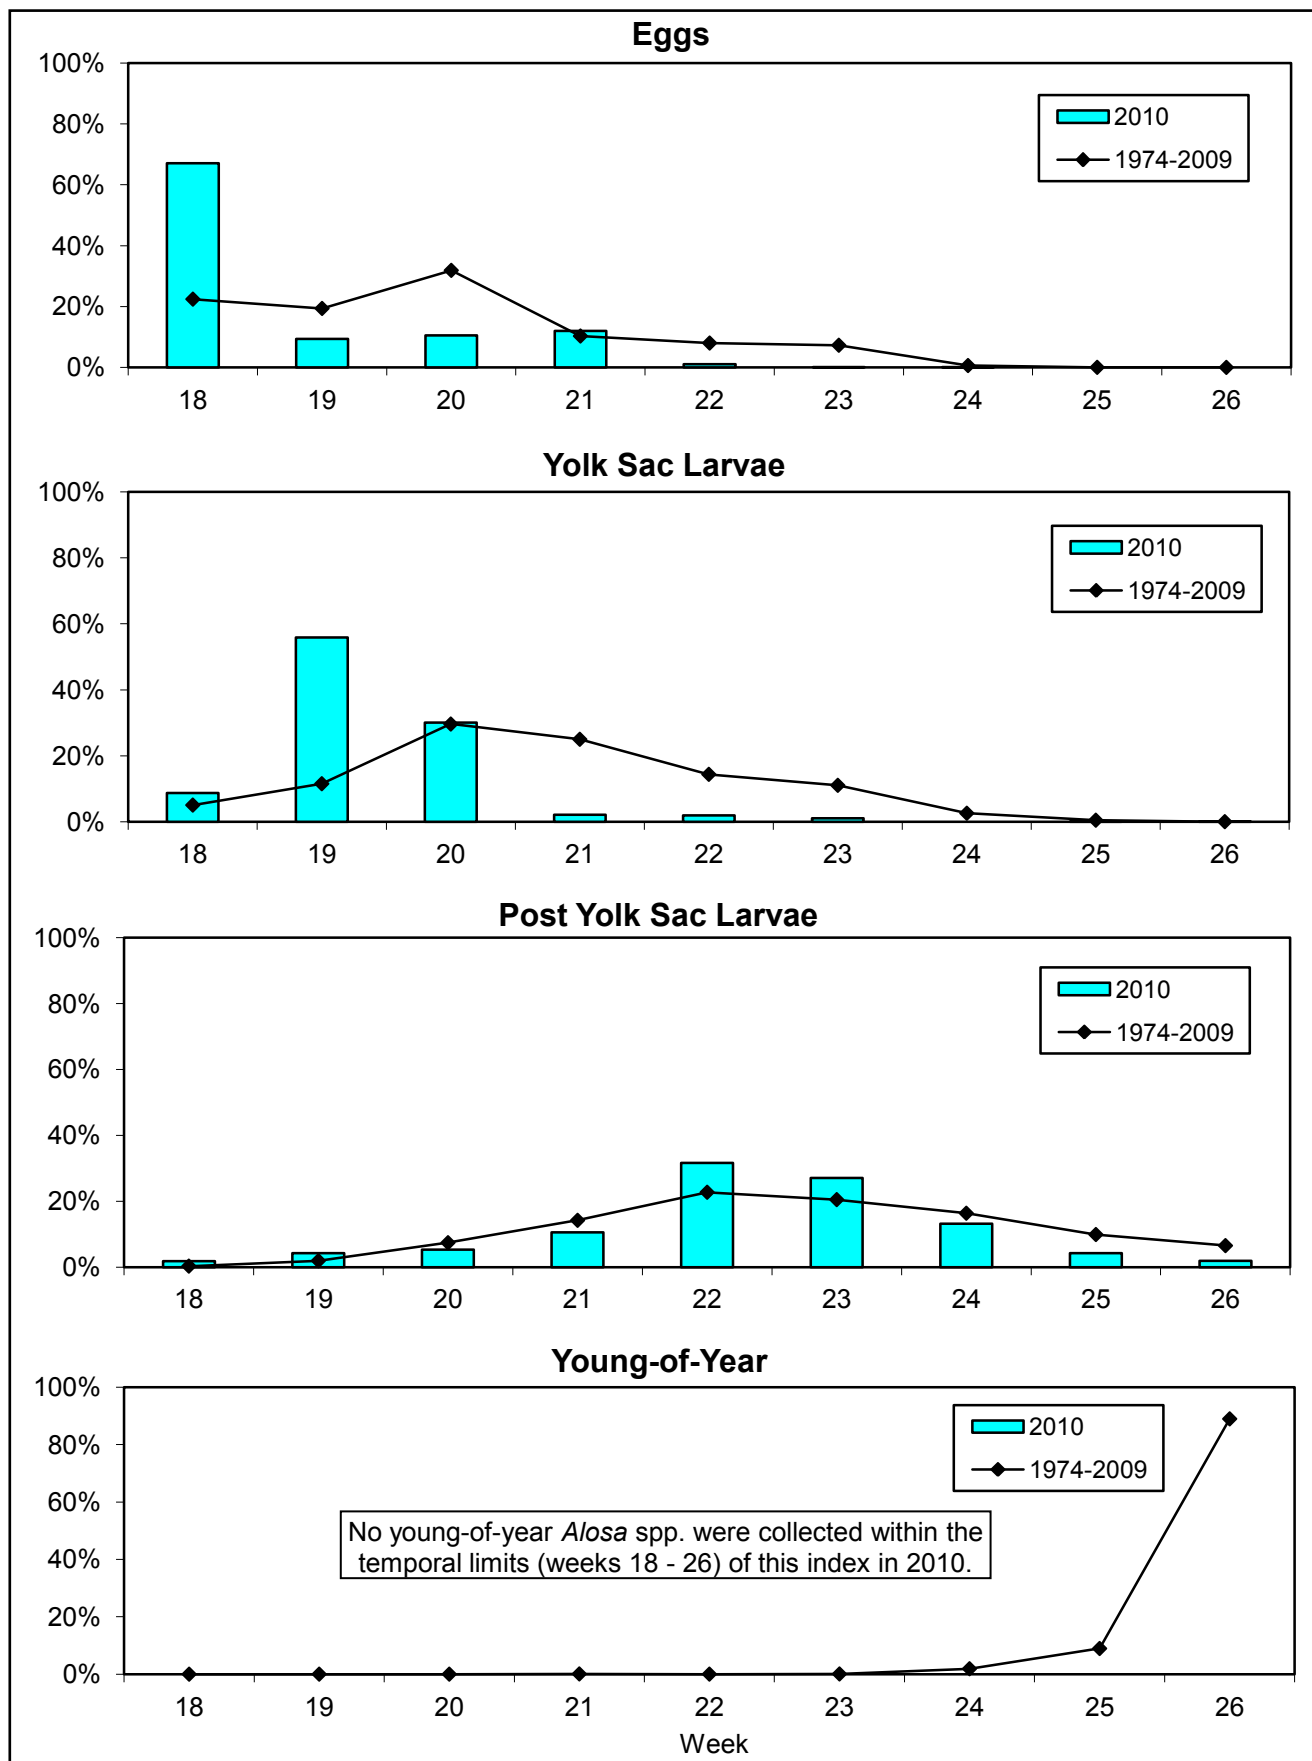 Eggs
100%
80%
60%
40%
20%
0%
2010
1974-2009
18 19 20 21 22 23 24 25 26
Yolk Sac Larvae
100%
80%
60%
40%
20%
0%
2010
1974-2009
18 19 20 21 22 23 24 25 26
Post Yolk Sac Larvae
100%
80%
60%
40%
20%
0%
2010
1974-2009
18 19 20 21 22 23 24 25 26
Young-of-Year
100%
80%
60%
40%
20%
0%
2010
1974-2009
No young-of-year Alosa spp. were collected within the
temporal limits (weeks 18 - 26) of this index in 2010.
18 19 20 21 22 23 24 25 26
Week